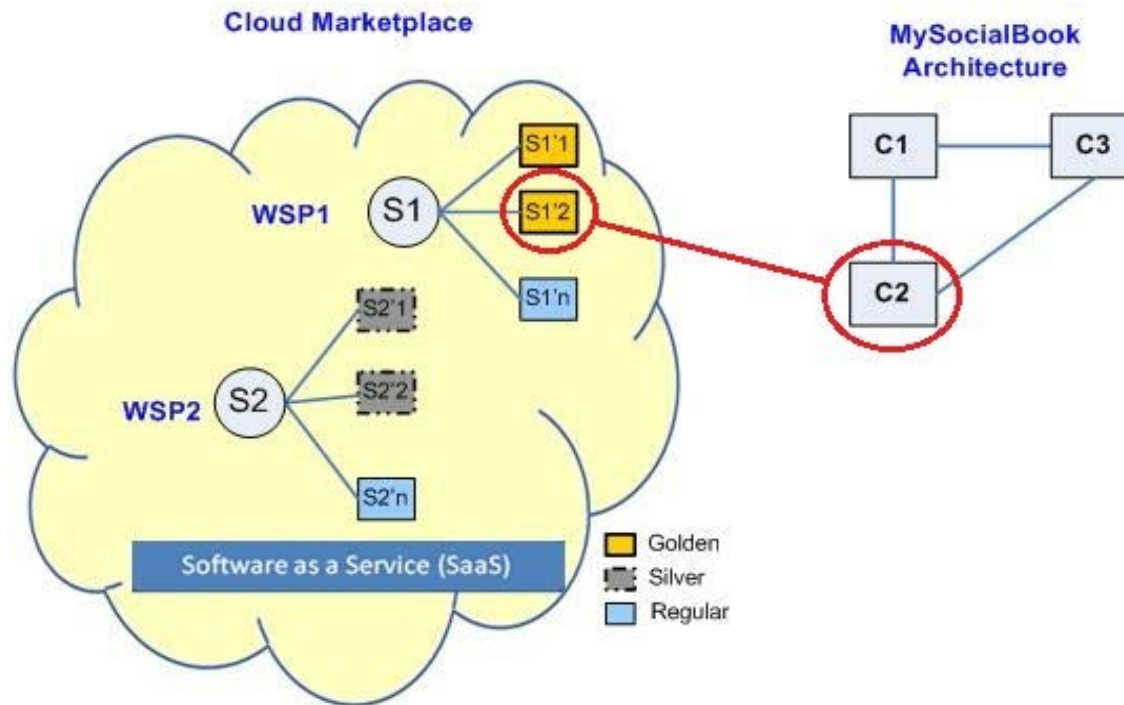 Cloud Marketplace
MySocialBook
Architecture
S1'1
C1
C3
WSP1
S1
S1'2
C2
S1'n
S2'1
S2'2
WSP2
S2
S2'n
Software as a Service (SaaS)
Golden
Silver
Regular